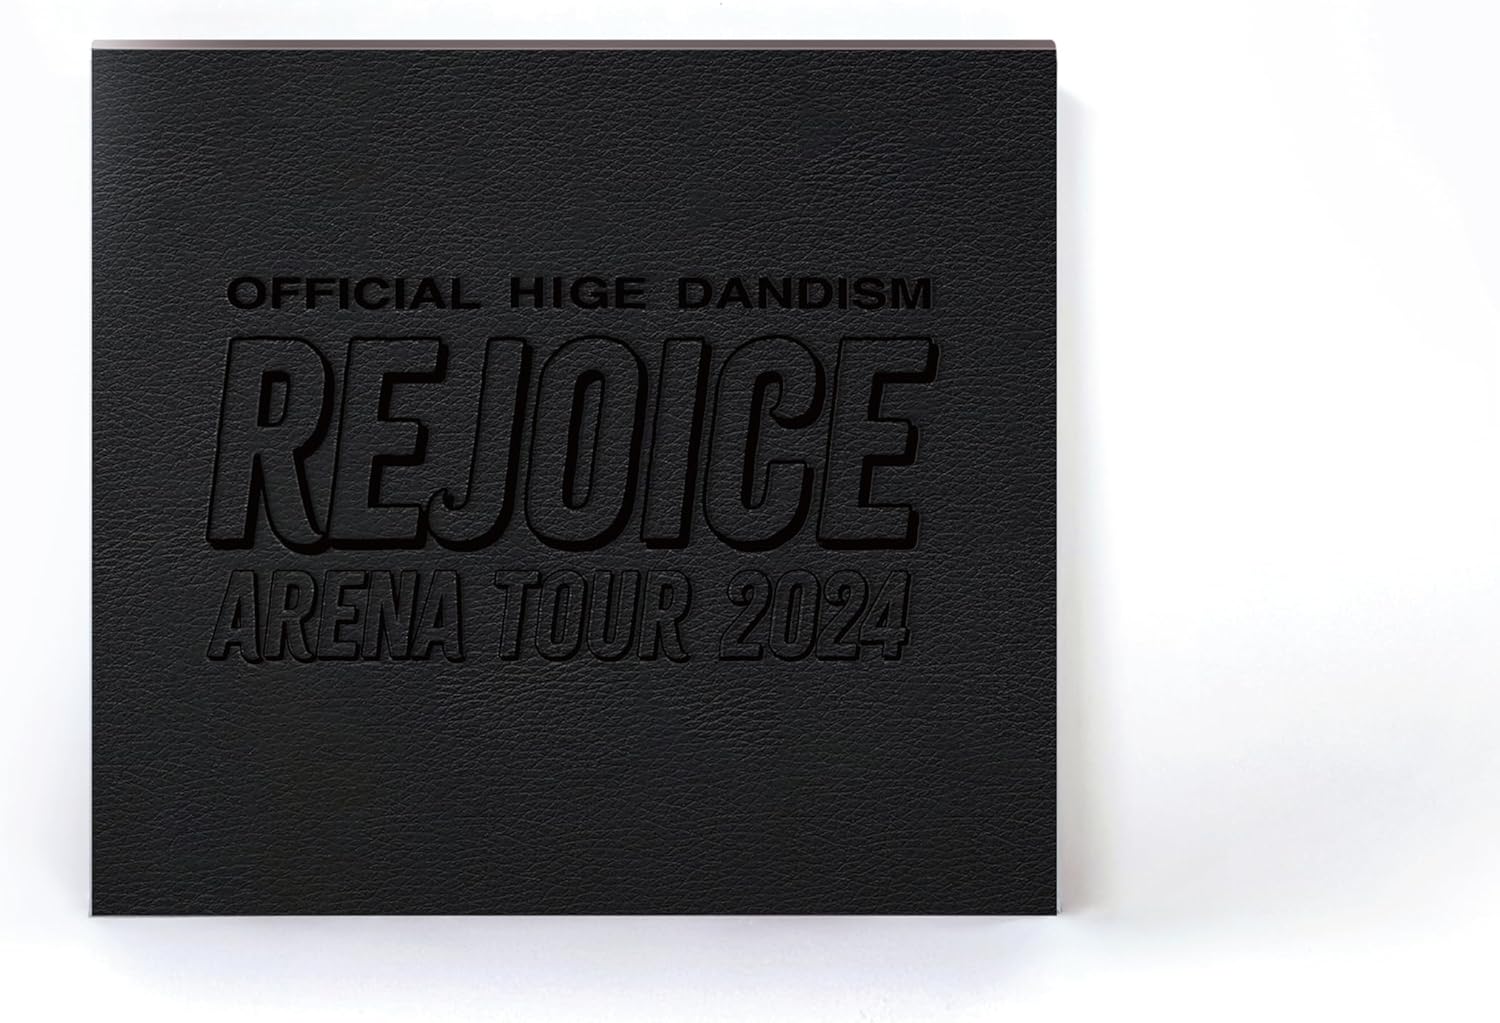 OFFICIAL HIGE DANDISM
REJOICE
ARENA TOUR 2024